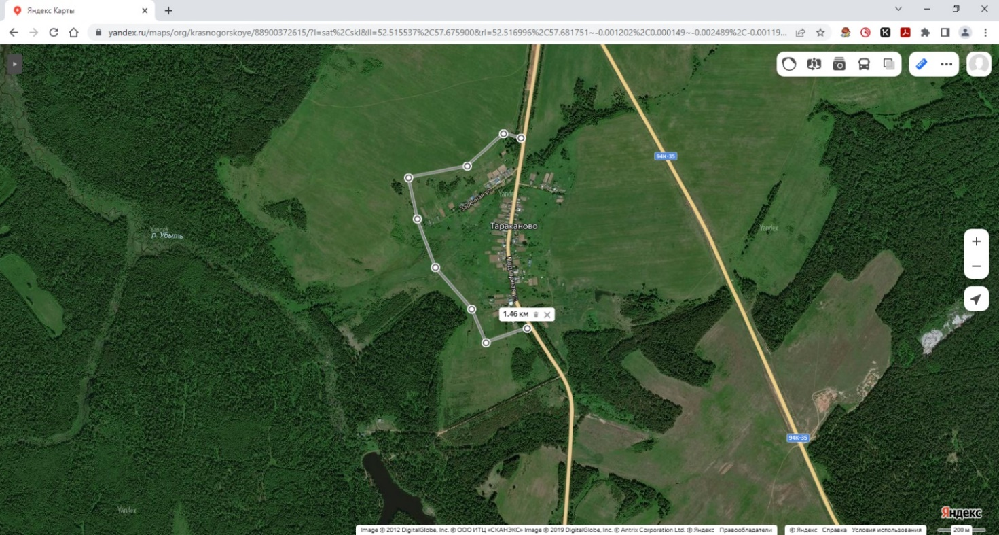 Яндекс Карты
yandex.ru/maps/org/krasnogorskoye/88900372615/?l=sat%2Cskl&ll=52.515537%2C57.675900&rl=52.516996%2C57.681751~-0.001202%2C0.000149~-0.002489%2C-0.00119...
94К-35
Заречная ул.
Yandex
Тараканово
Yandex
Yandex
р. Убыть
1.46 км
94К-35
Yandex
Яндекс
Image © 2012 DigitalGlobe, Inc. © ООО ИТЦ «СКАНЭКС» Image © 2019 DigitalGlobe, Inc. © Antrix Corporation Ltd. © Яндекс Правообладатели
© Яндекс Справка Условия использования
200 м